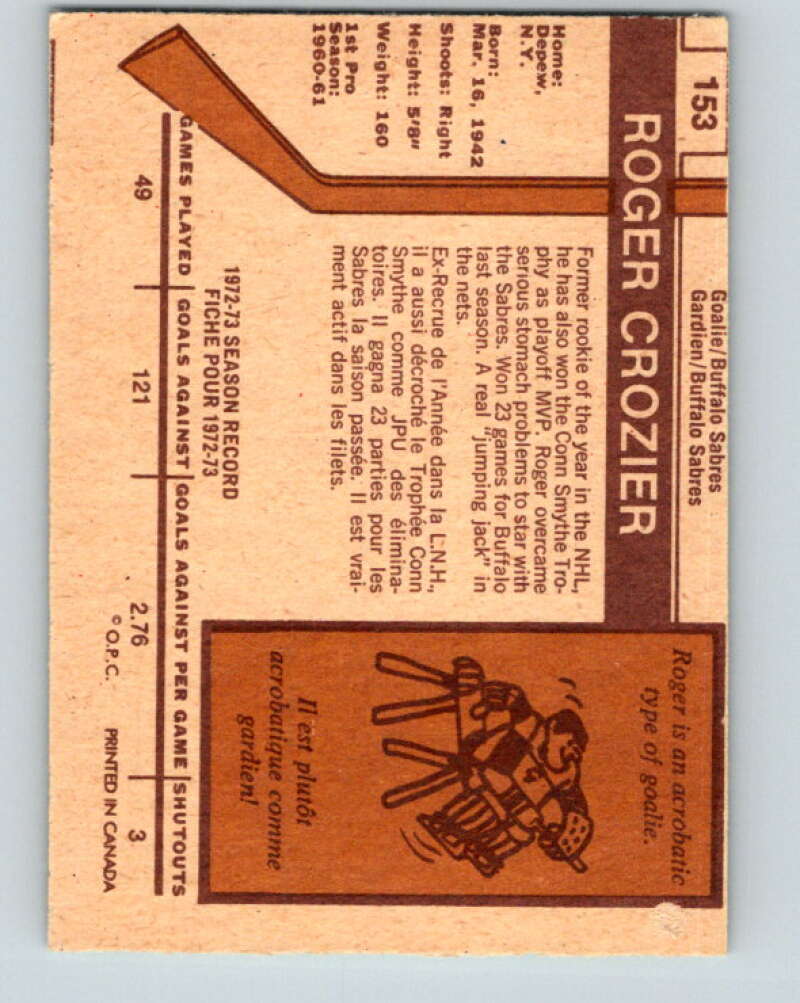 153
Goalie/Buffalo Sabres
Gardien/Buffalo Sabres
ROGER CROZIER
Home:
Depew,
N.Y.
Born:
Mar. 16, 1942
Shoots: Right
Height: 5'8"
Weight: 160
1st Pro
Season:
1960-61
Former rookie of the year in the NHL,
he has also won the Conn Smythe Tro-
phy as playoff MVP. Roger overcame
serious stomach problems to star with
the Sabres. Won 23 games for Buffalo
last season. A real "jumping jack" in
the nets.
Ex-Recrue de l'Année dans la L.N.H.,
il a aussi décroché le Trophée Conn
Smythe comme JPU des élimina-
toires. Il gagna 23 parties pour les
Sabres la saison passée. Il est vrai-
ment actif dans les filets.
Roger is an acrobatic
type of goalie.
4
Il est plutôt
acrobatique comme
gardien!
1972-73 SEASON RECORD
FICHE POUR 1972-73
GAMES PLAYED GOALS AGAINST GOALS AGAINST PER GAME SHUTOUTS
49 121 2.76 3
© O.P.C. PRINTED IN CANADA